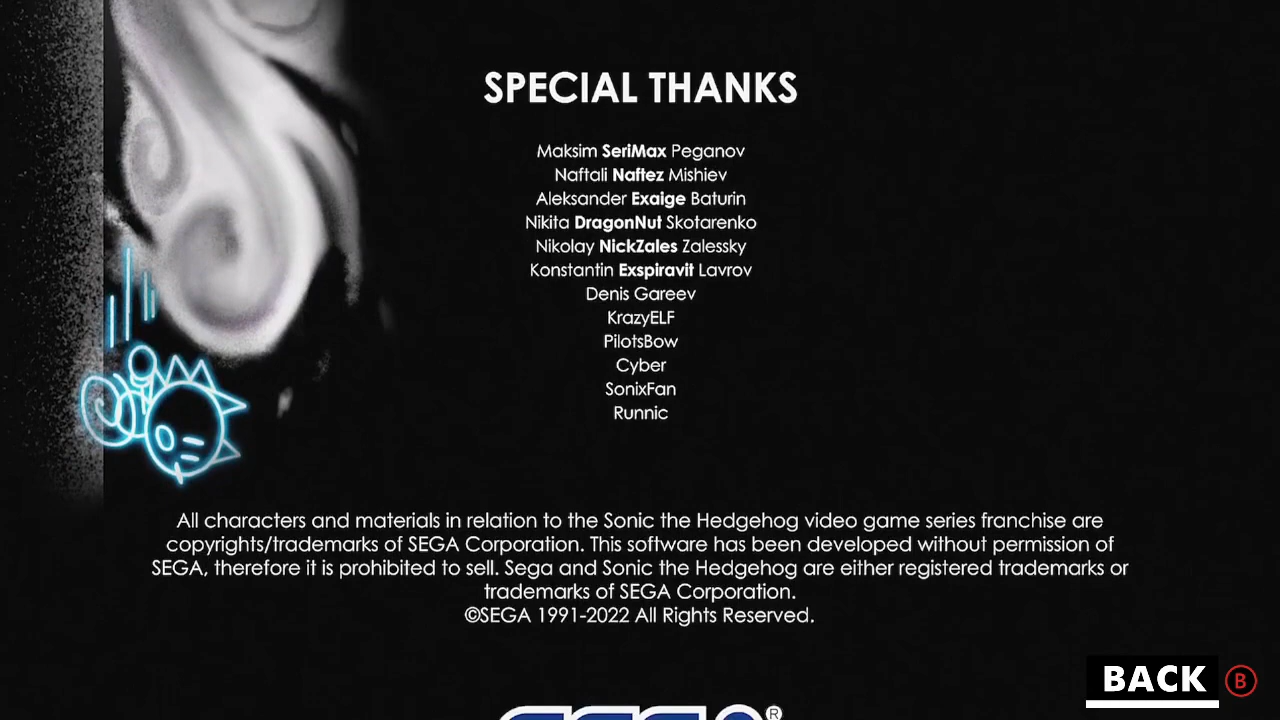 SPECIAL THANKS
Maksim SeriMax Peganov
Naftali Naftez Mishiev
Aleksander Exaige Baturin
Nikita DragonNut Skotarenko
Nikolay NickZales Zalessky
Konstantin Exspiravit Lavrov
Denis Gareev
KrazyELF
PilotsBow
Cyber
SonixFan
Runnic
All characters and materials in relation to the Sonic the Hedgehog video game series franchise are
copyrights/trademarks of SEGA Corporation. This software has been developed without permission of
SEGA, therefore it is prohibited to sell. Sega and Sonic the Hedgehog are either registered trademarks or
trademarks of SEGA Corporation.
©SEGA 1991-2022 All Rights Reserved.
®
BACK B